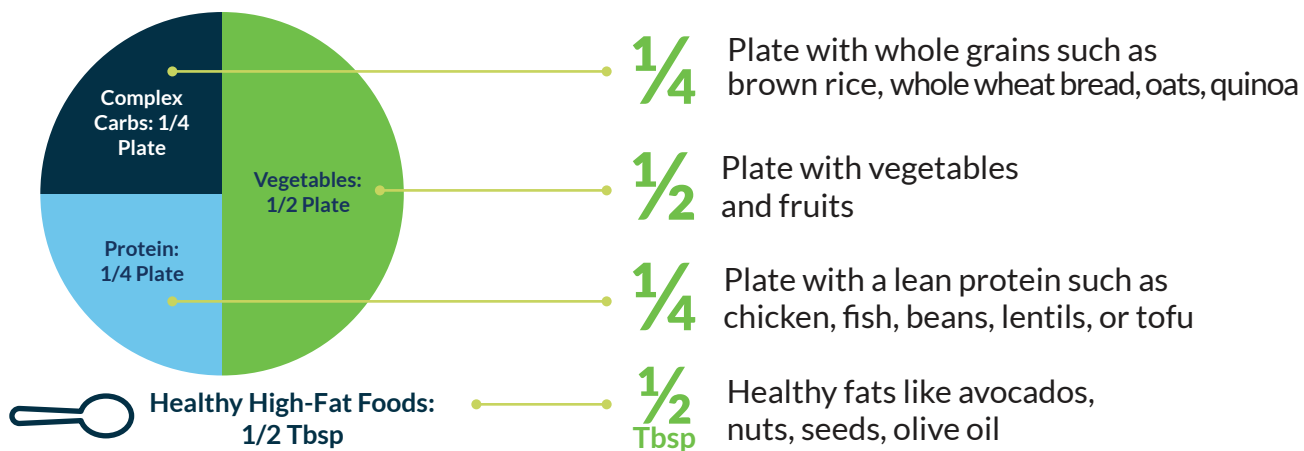 Complex
Carbs: 1/4
Plate
Vegetables:
1/2 Plate
Protein:
1/4 Plate
Healthy High-Fat Foods:
1/2 Tbsp
1/4
Plate with whole grains such as
brown rice, whole wheat bread, oats, quinoa
1/2
Plate with vegetables
and fruits
1/4
Plate with a lean protein such as
chicken, fish, beans, lentils, or tofu
1/2
Tbsp
Healthy fats like avocados,
nuts, seeds, olive oil